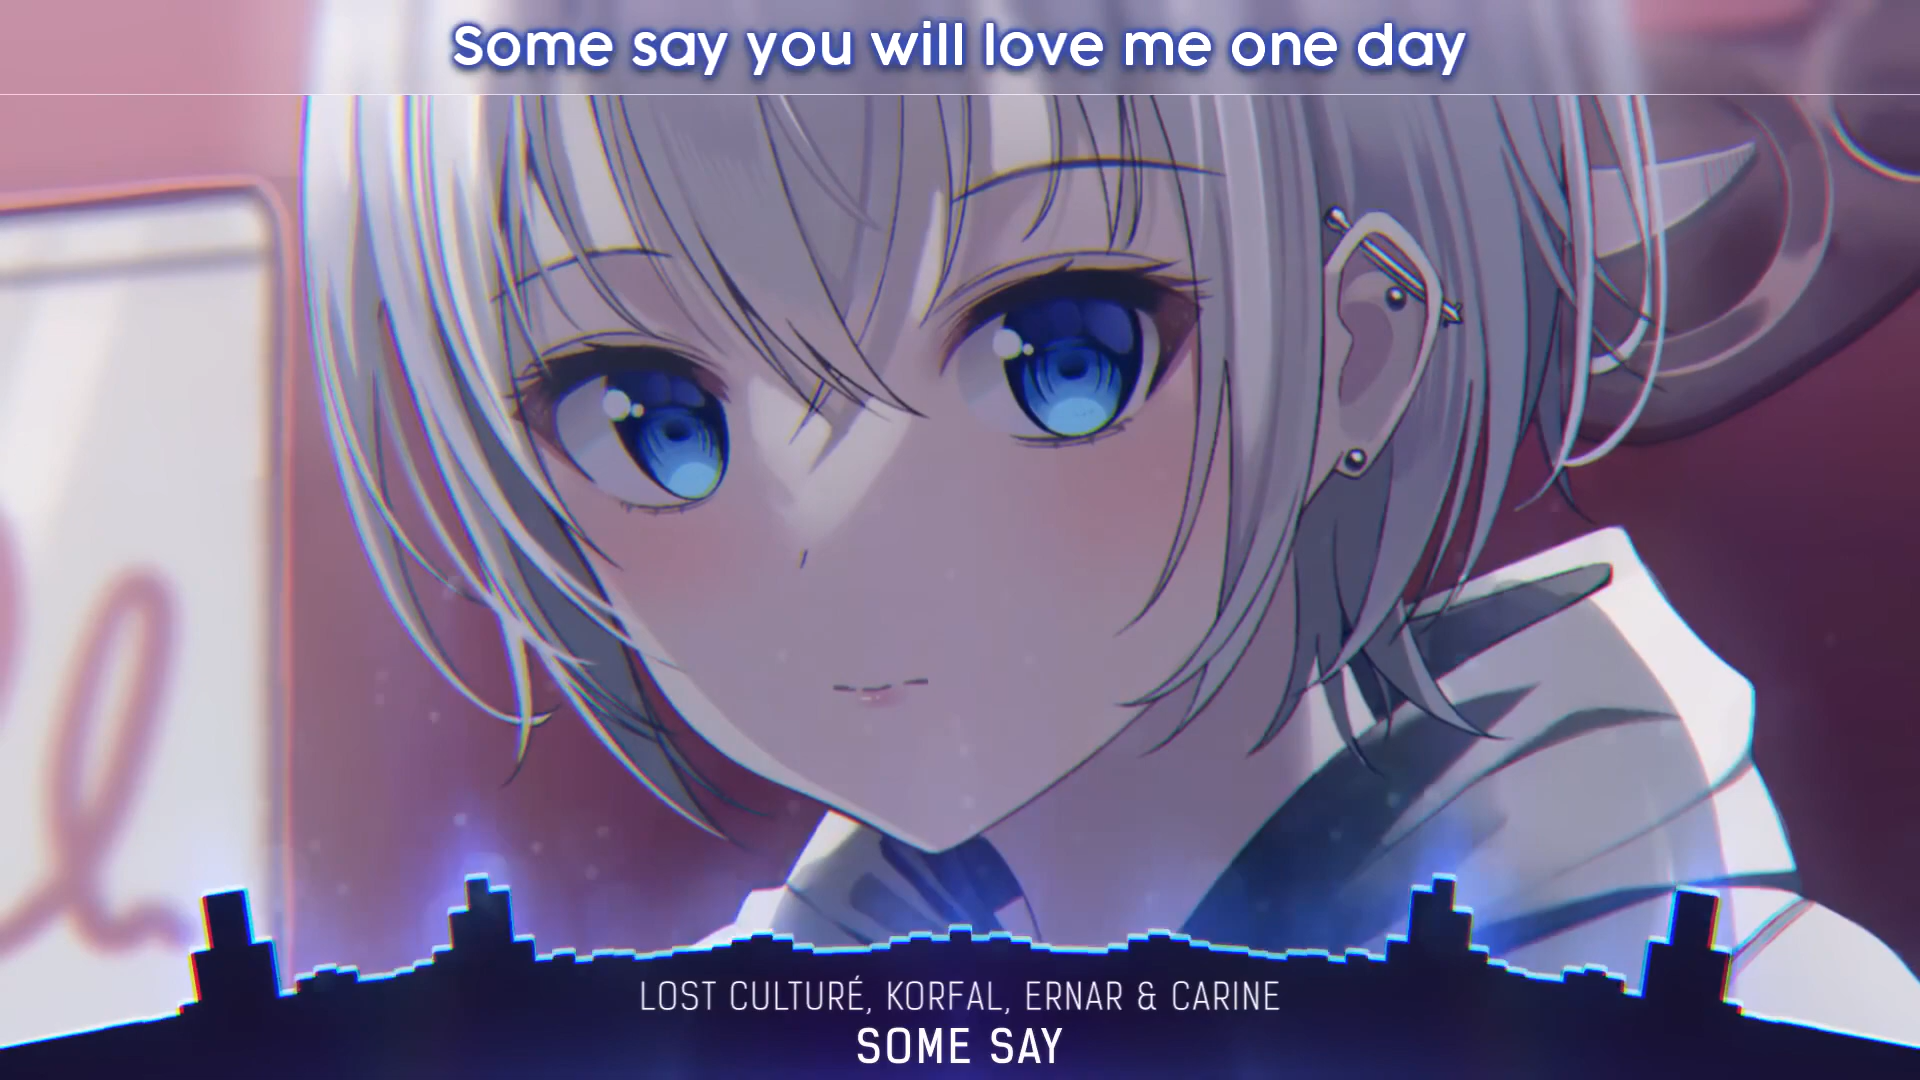 Some say you will love me one day
LOST CULTURÉ, KORFAL, ERNAR & CARINE
SOME SAY